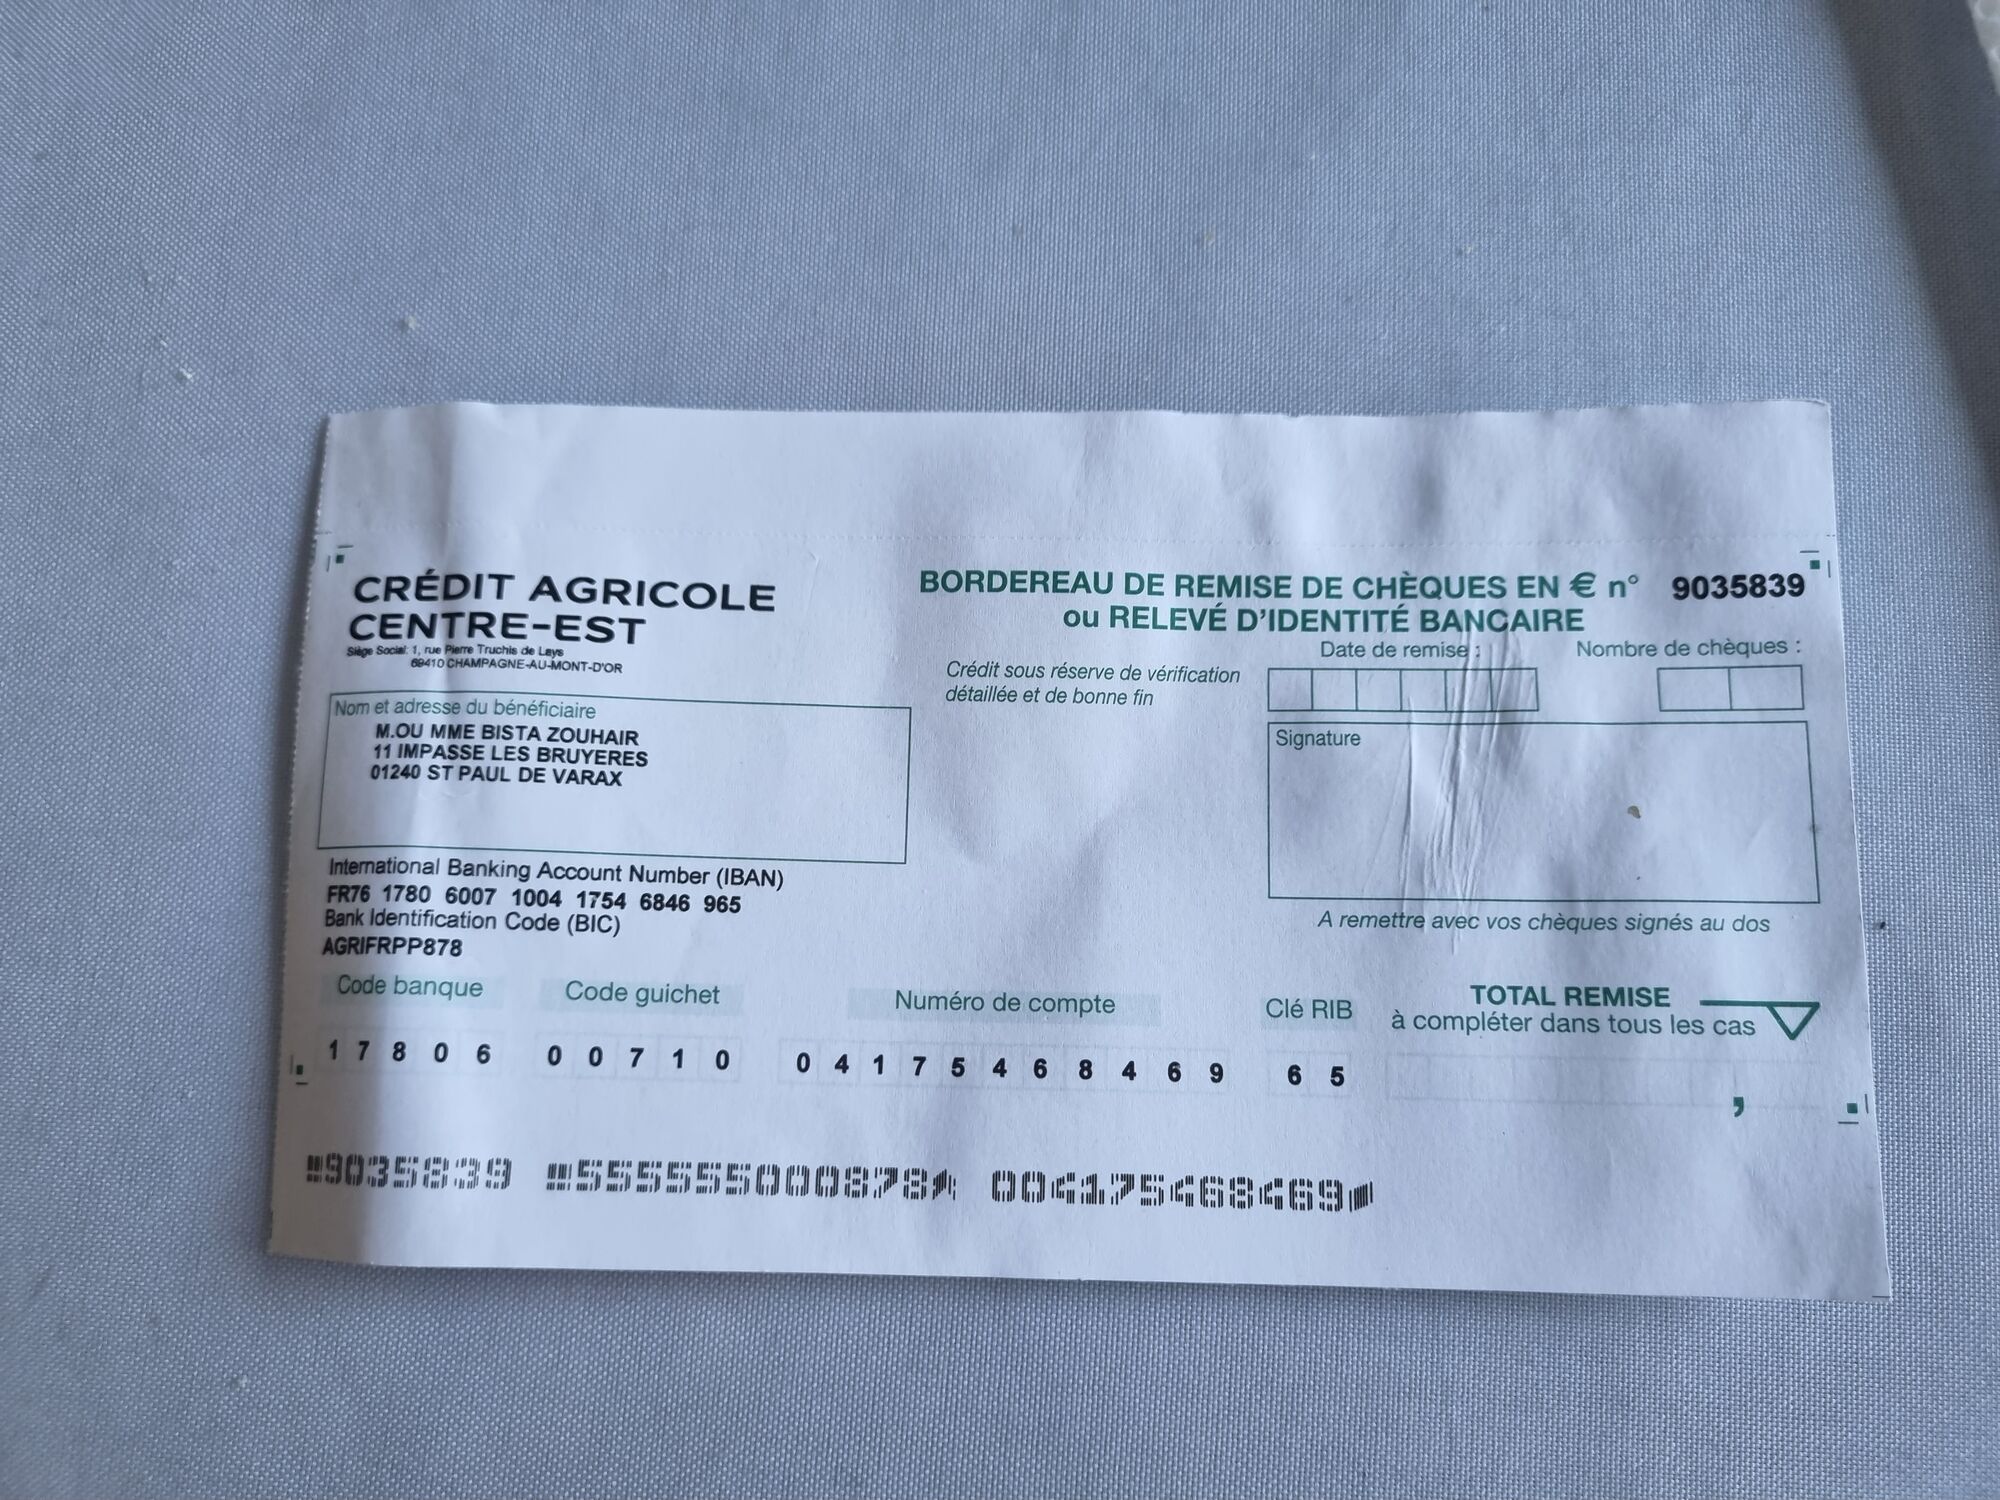 CRÉDIT AGRICOLE
CENTRE-EST
Siège Social: 1, rue Pierre Truchis de Lays
69410 CHAMPAGNE-AU-MONT-D'OR
BORDEREAU DE REMISE DE CHÈQUES EN € n° 9035839
ou RELEVÉ D'IDENTITÉ BANCAIRE
Crédit sous réserve de vérification
détaillée et de bonne fin
Date de remise :
Nombre de chèques :
Nom et adresse du bénéficiaire
M.OU MME BISTA ZOUHAIR
11 IMPASSE LES BRUYERES
01240 ST PAUL DE VARAX
Signature
International Banking Account Number (IBAN)
FR76 1780 6007 1004 1754 6846 965
Bank Identification Code (BIC)
AGRIFRPP878
A remettre avec vos chèques signés au dos
Code banque Code guichet Numéro de compte Clé RIB
TOTAL REMISE
à compléter dans tous les cas
1 7 8 0 6 0 0 7 1 0 0 4 1 7 5 4 6 8 4 6 9 6 5
,
9035839 555555000878 004175468469